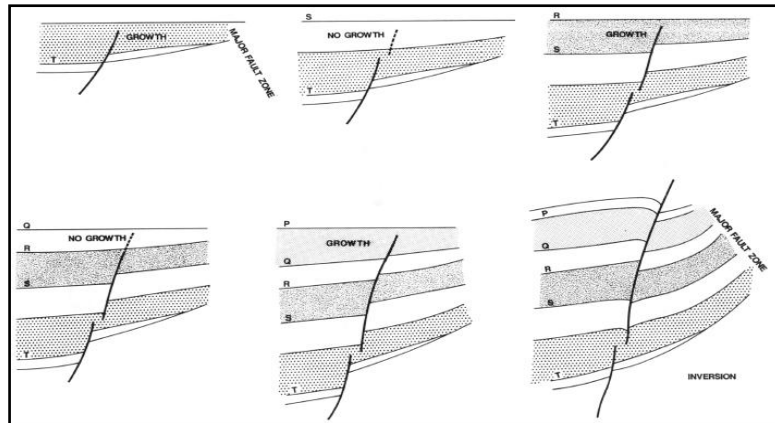 GROWTH
T
MAJOR FAULT ZONE
S
NO GROWTH
T
R
GROWTH
S
T
Q
NO GROWTH
R
S
T
P
GROWTH
Q
R
S
T
P
Q
R
S
T
MAJOR FAULT ZONE
INVERSION